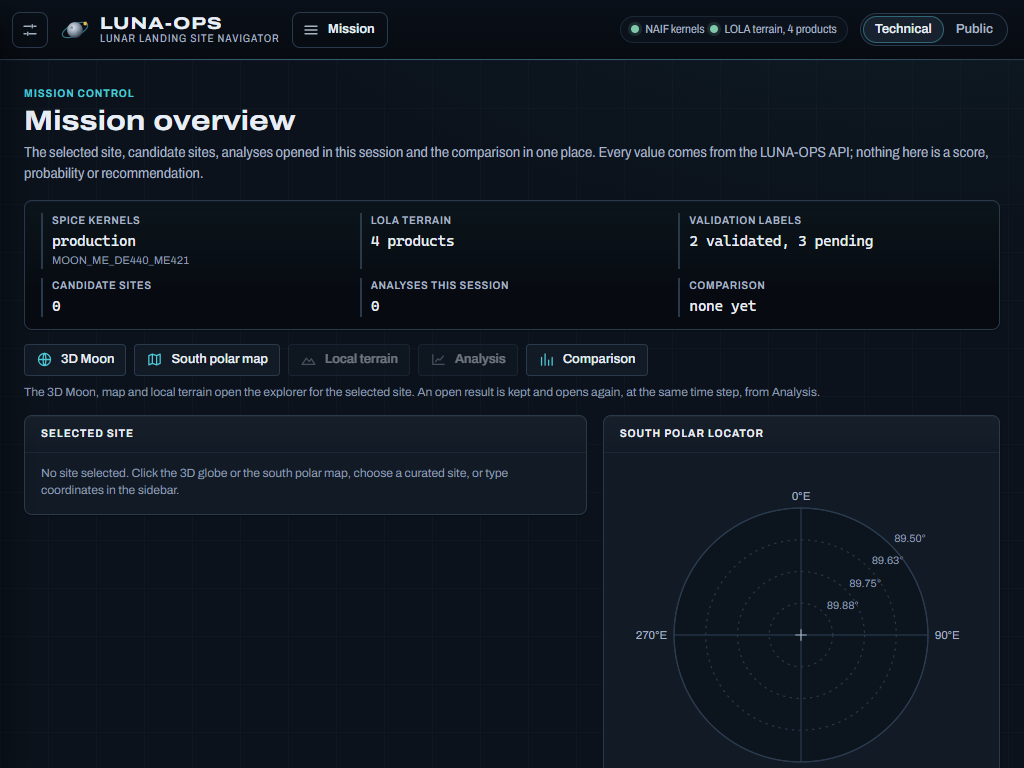 LUNA-OPS
LUNAR LANDING SITE NAVIGATOR
Mission
NAIF kernels
LOLA terrain, 4 products
Technical
Public
MISSION CONTROL
Mission overview
The selected site, candidate sites, analyses opened in this session and the comparison in one place. Every value comes from the LUNA-OPS API; nothing here is a score,
probability or recommendation.
SPICE KERNELS
production
MOON_ME_DE440_ME421
LOLA TERRAIN
4 products
VALIDATION LABELS
2 validated, 3 pending
CANDIDATE SITES
0
ANALYSES THIS SESSION
0
COMPARISON
none yet
3D Moon
South polar map
Local terrain
Analysis
Comparison
The 3D Moon, map and local terrain open the explorer for the selected site. An open result is kept and opens again, at the same time step, from Analysis.
SELECTED SITE
No site selected. Click the 3D globe or the south polar map, choose a curated site, or type
coordinates in the sidebar.
SOUTH POLAR LOCATOR
0°E
89.50°
89.63°
89.75°
89.88°
270°E
90°E